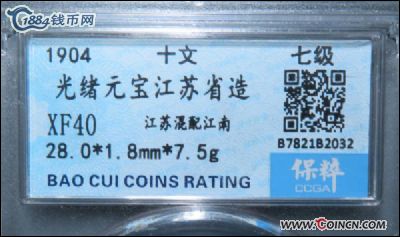 1884钱币网
1904 十文 七级
光绪元宝江苏省造
XF40 江苏混配江南
28.0*1.8mm*7.5g B7821B2032
BAO CUI COINS RATING 保粹
CCGA
www.COINCN.com